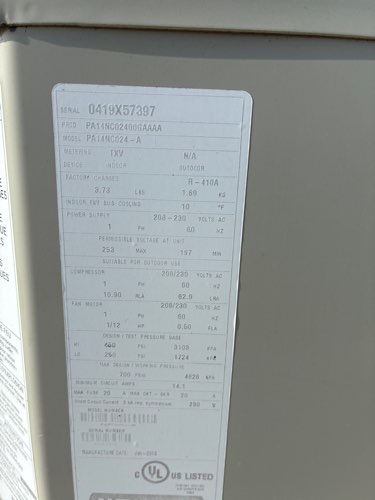 SERIAL 0419X57397
PROD PA14NC02400GAAAA
MODEL PA14NC024-A
METERING TXV N/A
DEVICE INDOOR OUTDOOR
FACTORY CHARGED R-410A
3.73 LBS 1.69 KG
INDOOR TXV SUB COOLING 10 °F
POWER SUPPLY 208-230 VOLTS AC
1 PH 60 HZ
PERMISSIBLE VOLTAGE AT UNIT
253 MAX 197 MIN
SUITABLE FOR OUTDOOR USE
COMPRESSOR 208/230 VOLTS AC
1 PH 60 HZ
10.90 RLA 62.9 LRA
FAN MOTOR 208/230 VOLTS AC
1 PH 60 HZ
1/12 HP 0.50 FLA
DESIGN/TEST PRESSURE GAGE
HI 450 PSI 3103 KPA
LO 250 PSI 1724 KPA
MAX DESIGN/WORKING PRESSURE
700 PSIG 4826 KPA
MINIMUM CIRCUIT AMPS 14.1
MAX FUSE 20 A MAX CKT-BKR 20 A
MODEL NUMBER
SERIAL NUMBER
MANUFACTURE DATE
C UL US LISTED